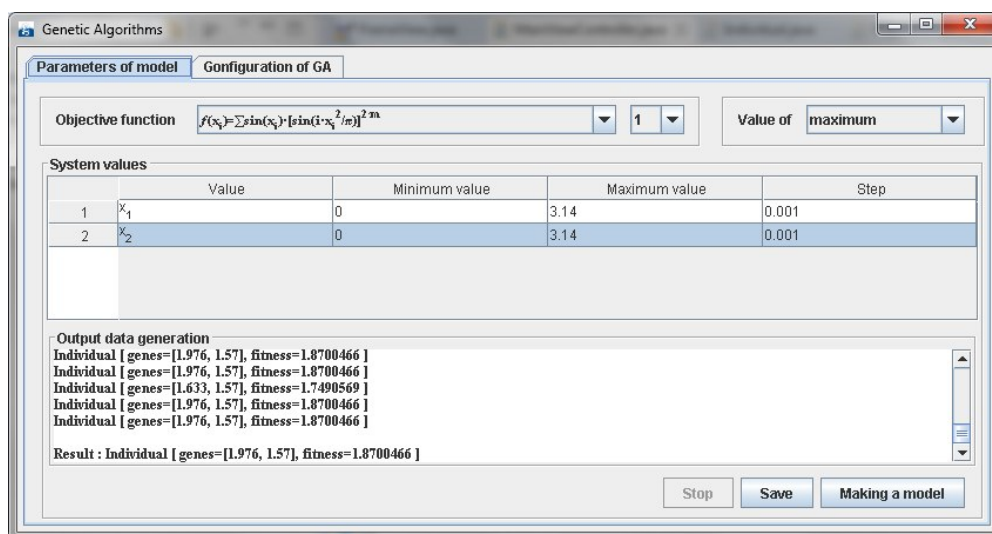 Genetic Algorithms
Parameters of model
Gonfiguration of GA
Objective function
f(xᵢ)=∑sin(xᵢ)·[sin(i·xᵢ²/π)]²ᵐ
1
Value of
maximum
System values
Value Minimum value Maximum value Step
1 X₁ 0 3.14 0.001
2 X₂ 0 3.14 0.001
Output data generation
Individual [ genes=[1.976, 1.57], fitness=1.8700466 ]
Individual [ genes=[1.976, 1.57], fitness=1.8700466 ]
Individual [ genes=[1.633, 1.57], fitness=1.7490569 ]
Individual [ genes=[1.976, 1.57], fitness=1.8700466 ]
Individual [ genes=[1.976, 1.57], fitness=1.8700466 ]
Result : Individual [ genes=[1.976, 1.57], fitness=1.8700466 ]
Stop
Save
Making a model